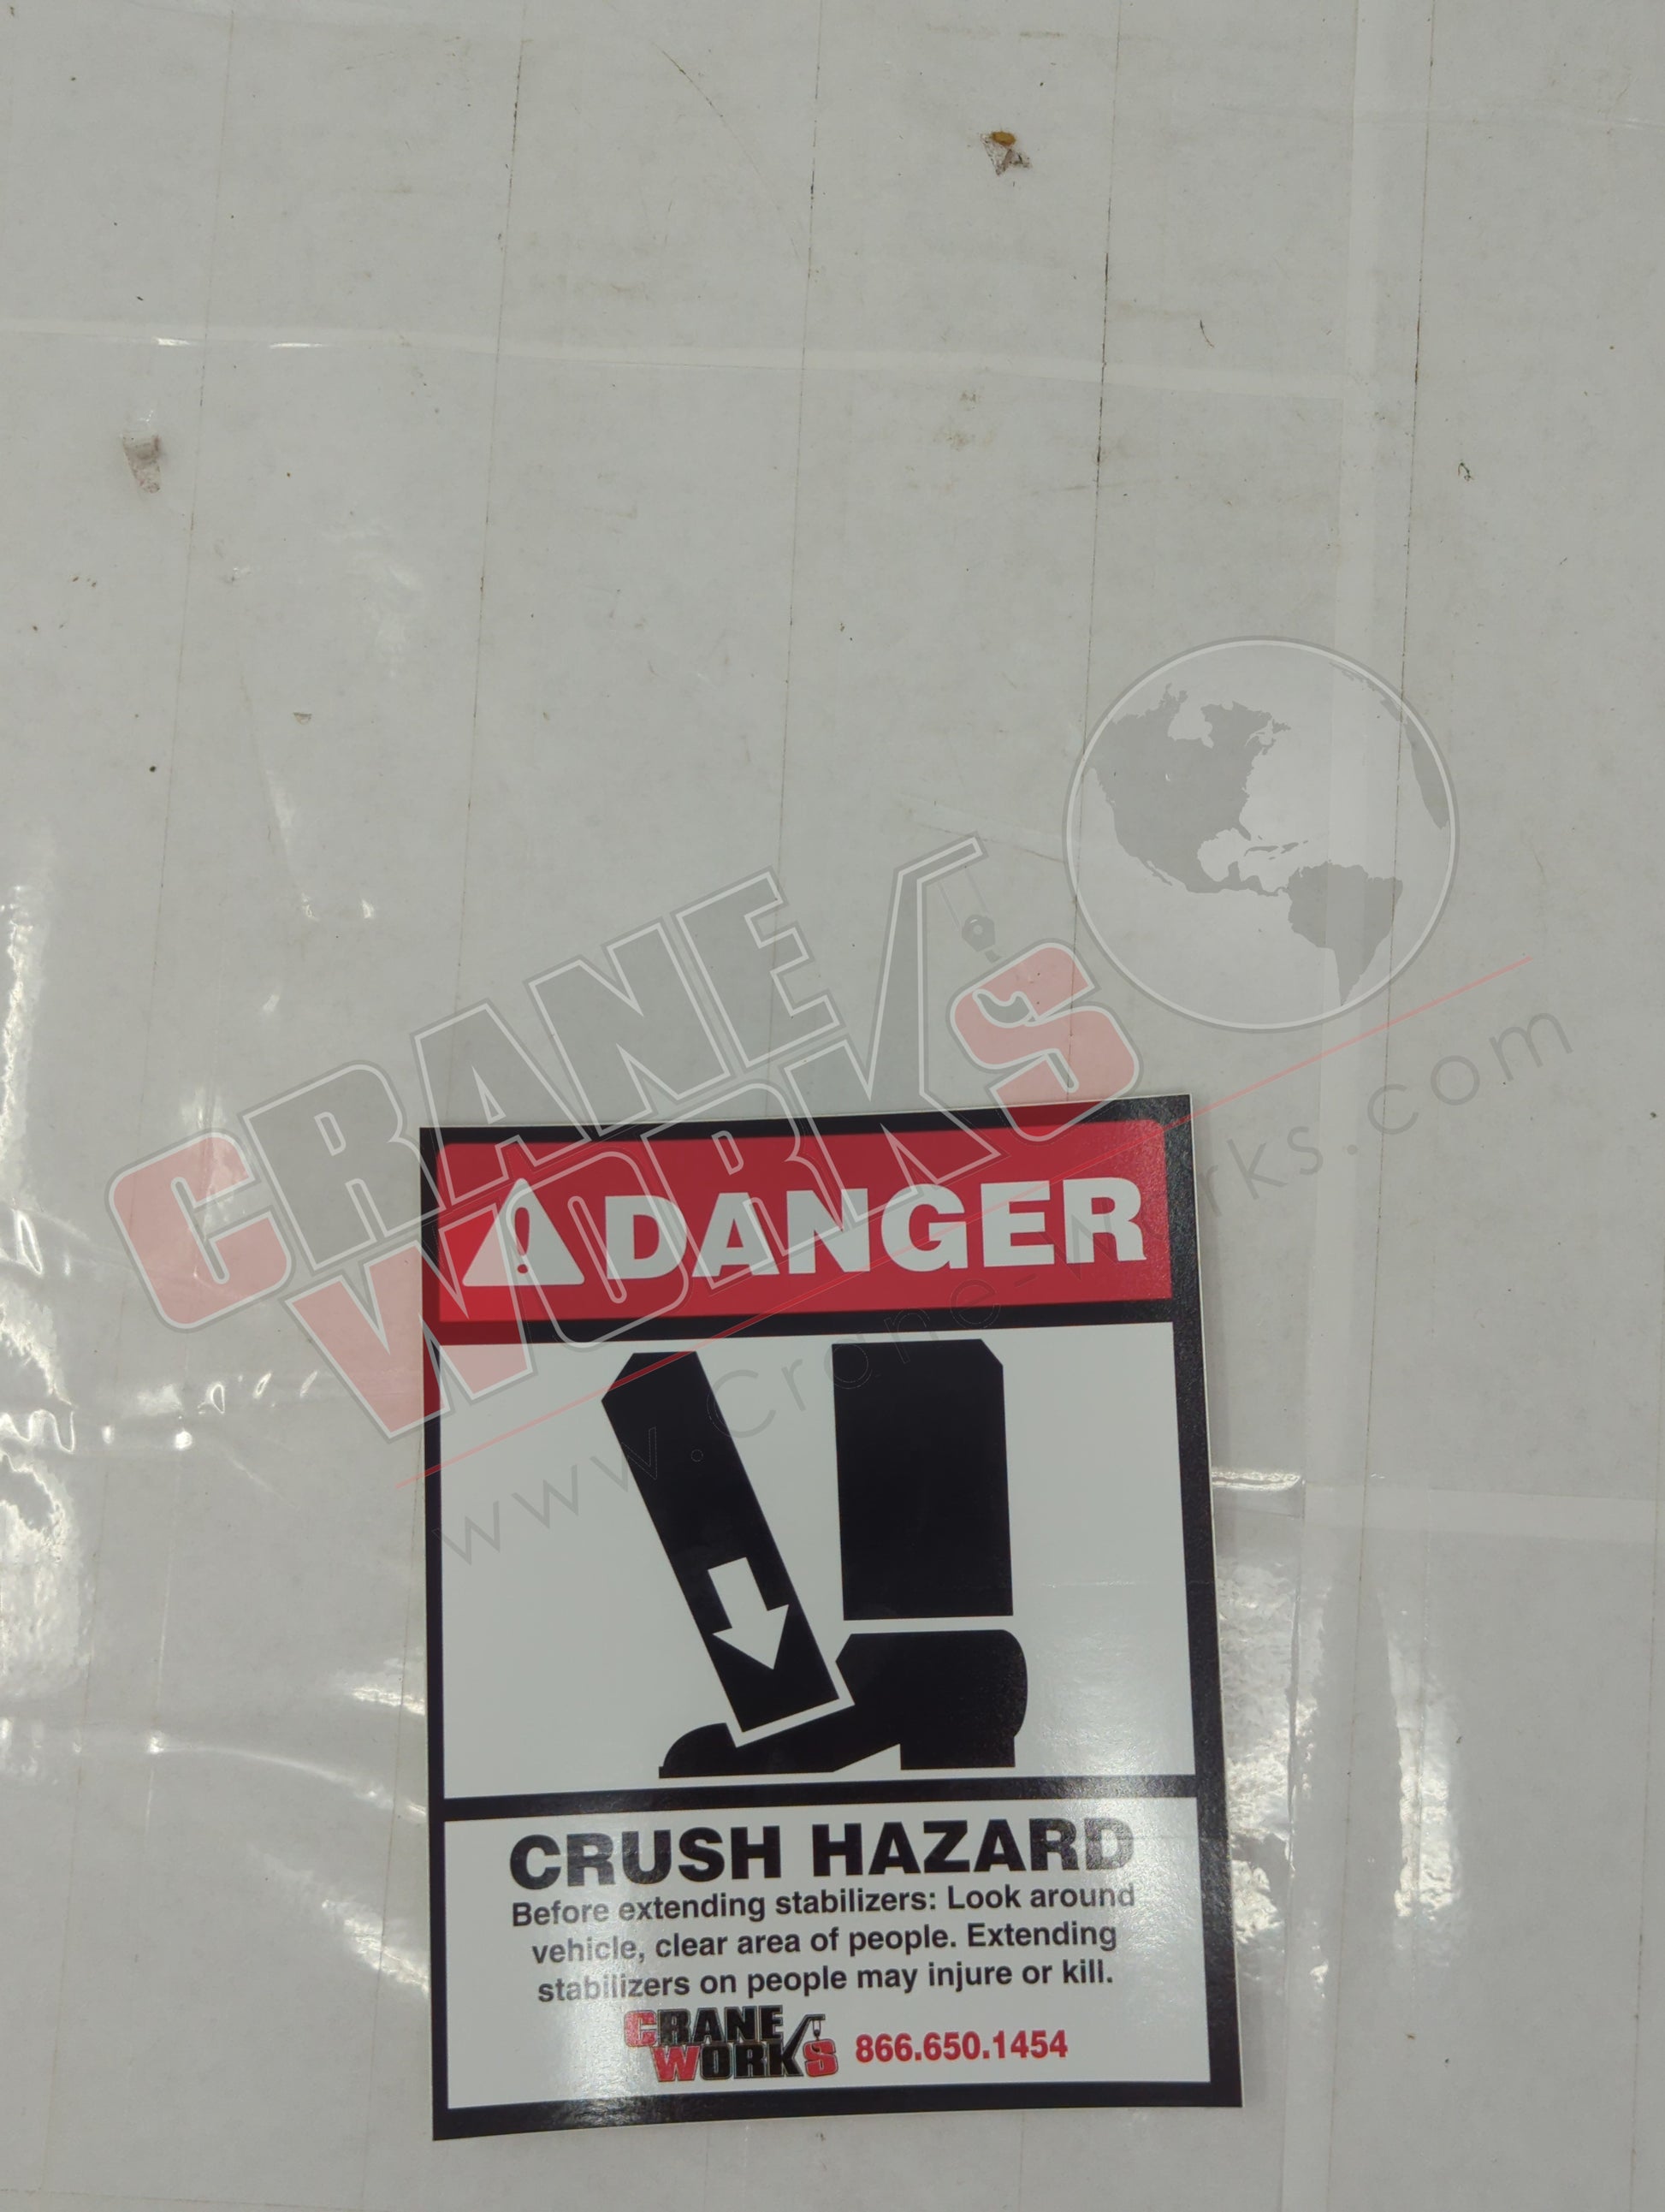 CRANE
WORKS
www.Crane-Works.com
DANGER
CRUSH HAZARD
Before extending stabilizers: Look around
vehicle, clear area of people. Extending
stabilizers on people may injure or kill.
CRANE
WORKS 866.650.1454